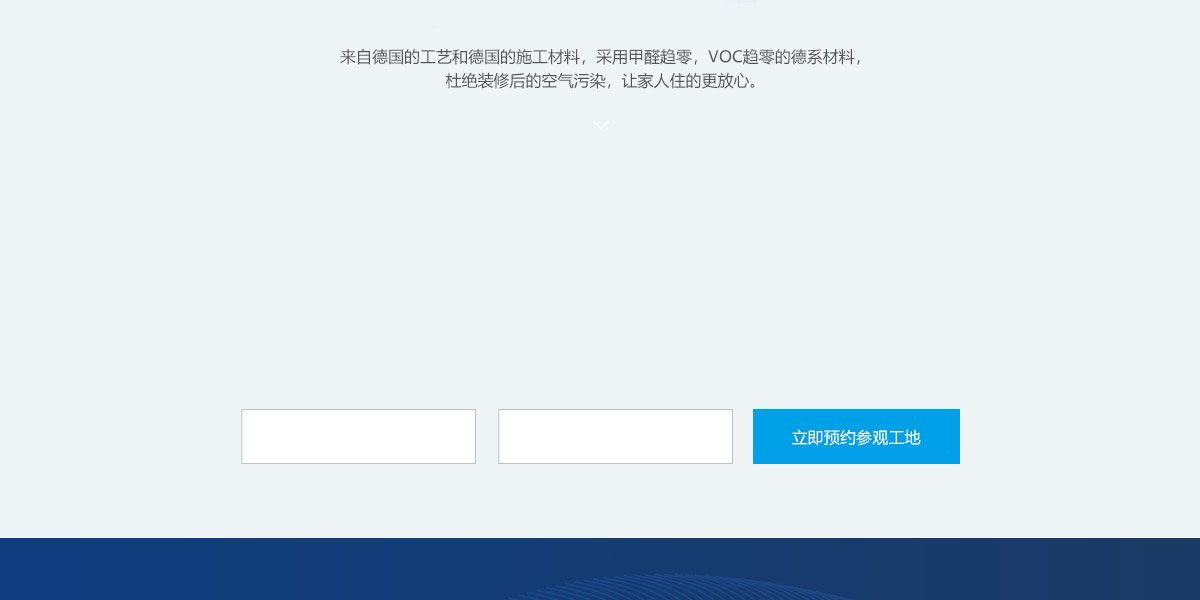 来自德国的工艺和德国的施工材料，采用甲醛趋零，VOC趋零的德系材料，
杜绝装修后的空气污染，让家人住的更放心。
立即预约参观工地